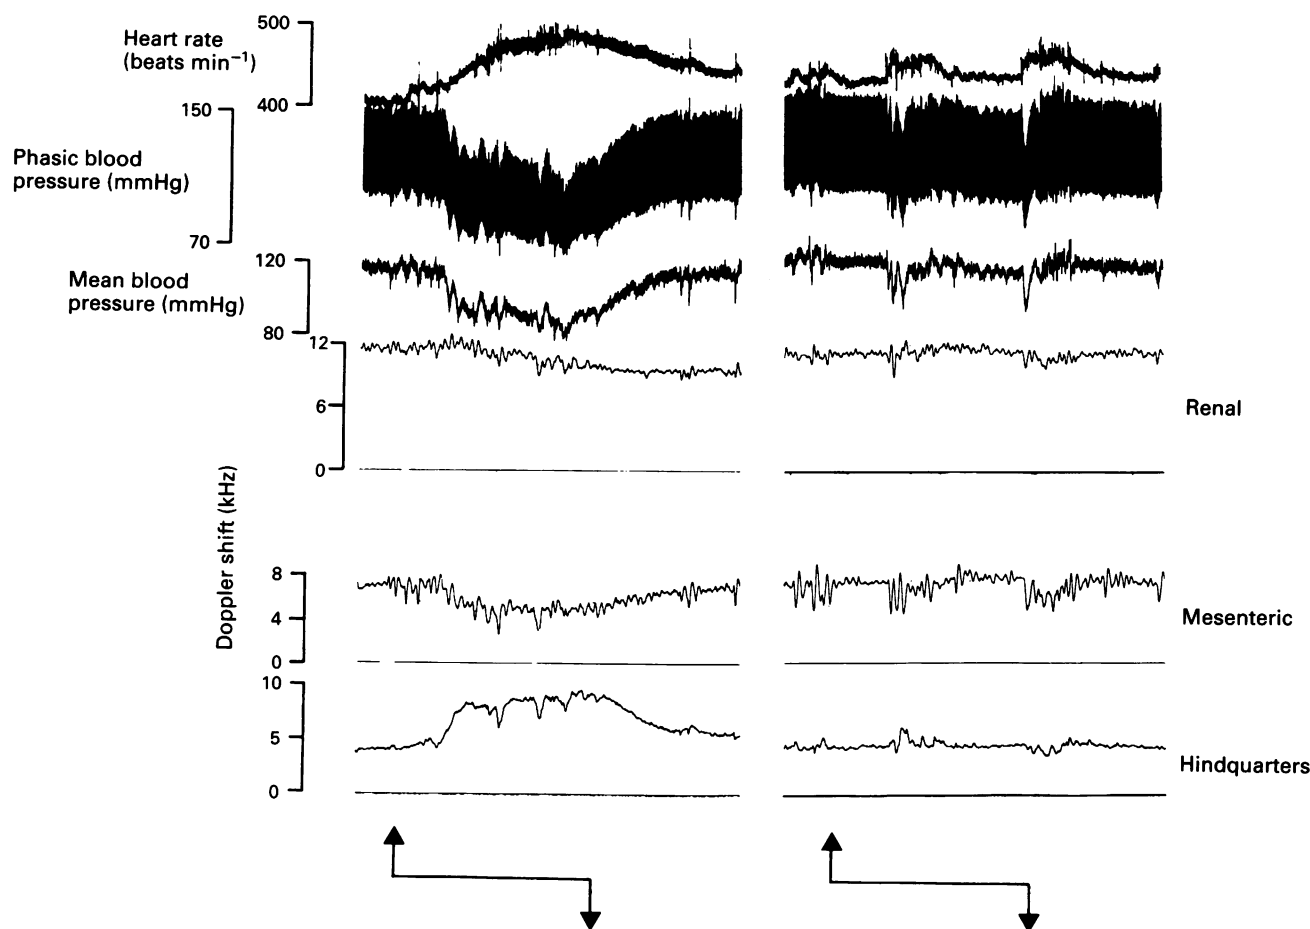 Heart rate
(beats min⁻¹)
500
400
Phasic blood
pressure (mmHg)
150
70
Mean blood
pressure (mmHg)
120
80
Doppler shift (kHz)
12
6
0
Renal
8
4
0
Mesenteric
10
5
0
Hindquarters